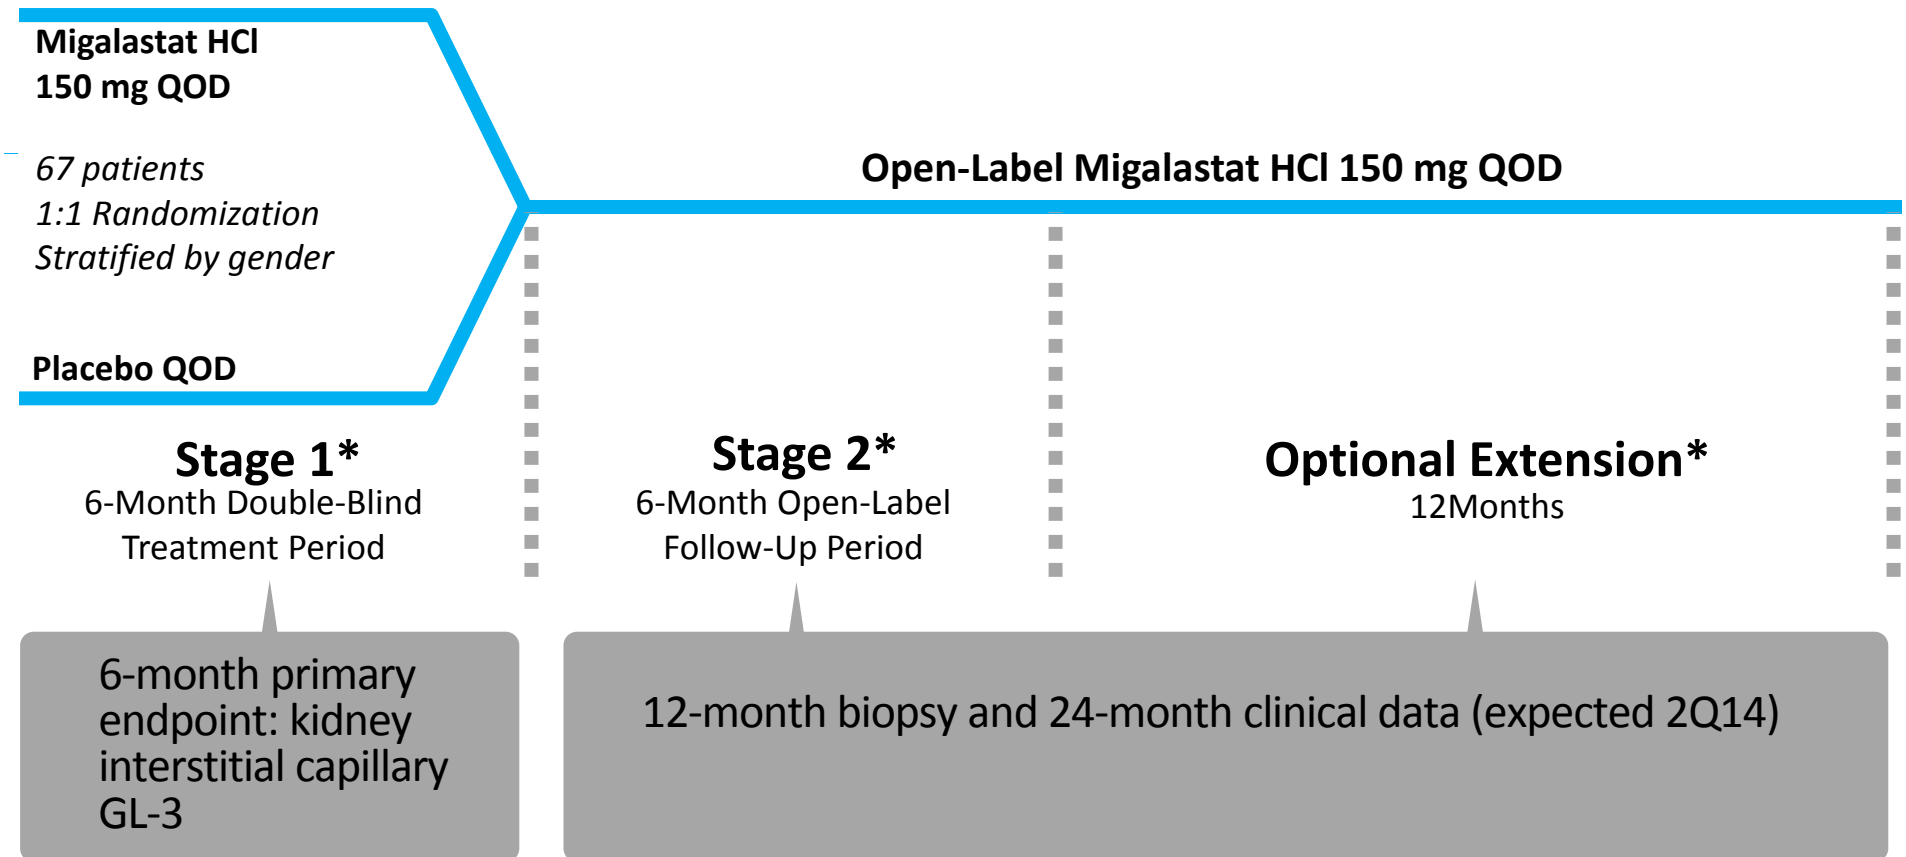 Migalastat HCl
150 mg QOD
67 patients
1:1 Randomization
Stratified by gender
Placebo QOD
Open-Label Migalastat HCl 150 mg QOD
Stage 1*
6-Month Double-Blind
Treatment Period
Stage 2*
6-Month Open-Label
Follow-Up Period
Optional Extension*
12Months
6-month primary
endpoint: kidney
interstitial capillary
GL-3
12-month biopsy and 24-month clinical data (expected 2Q14)